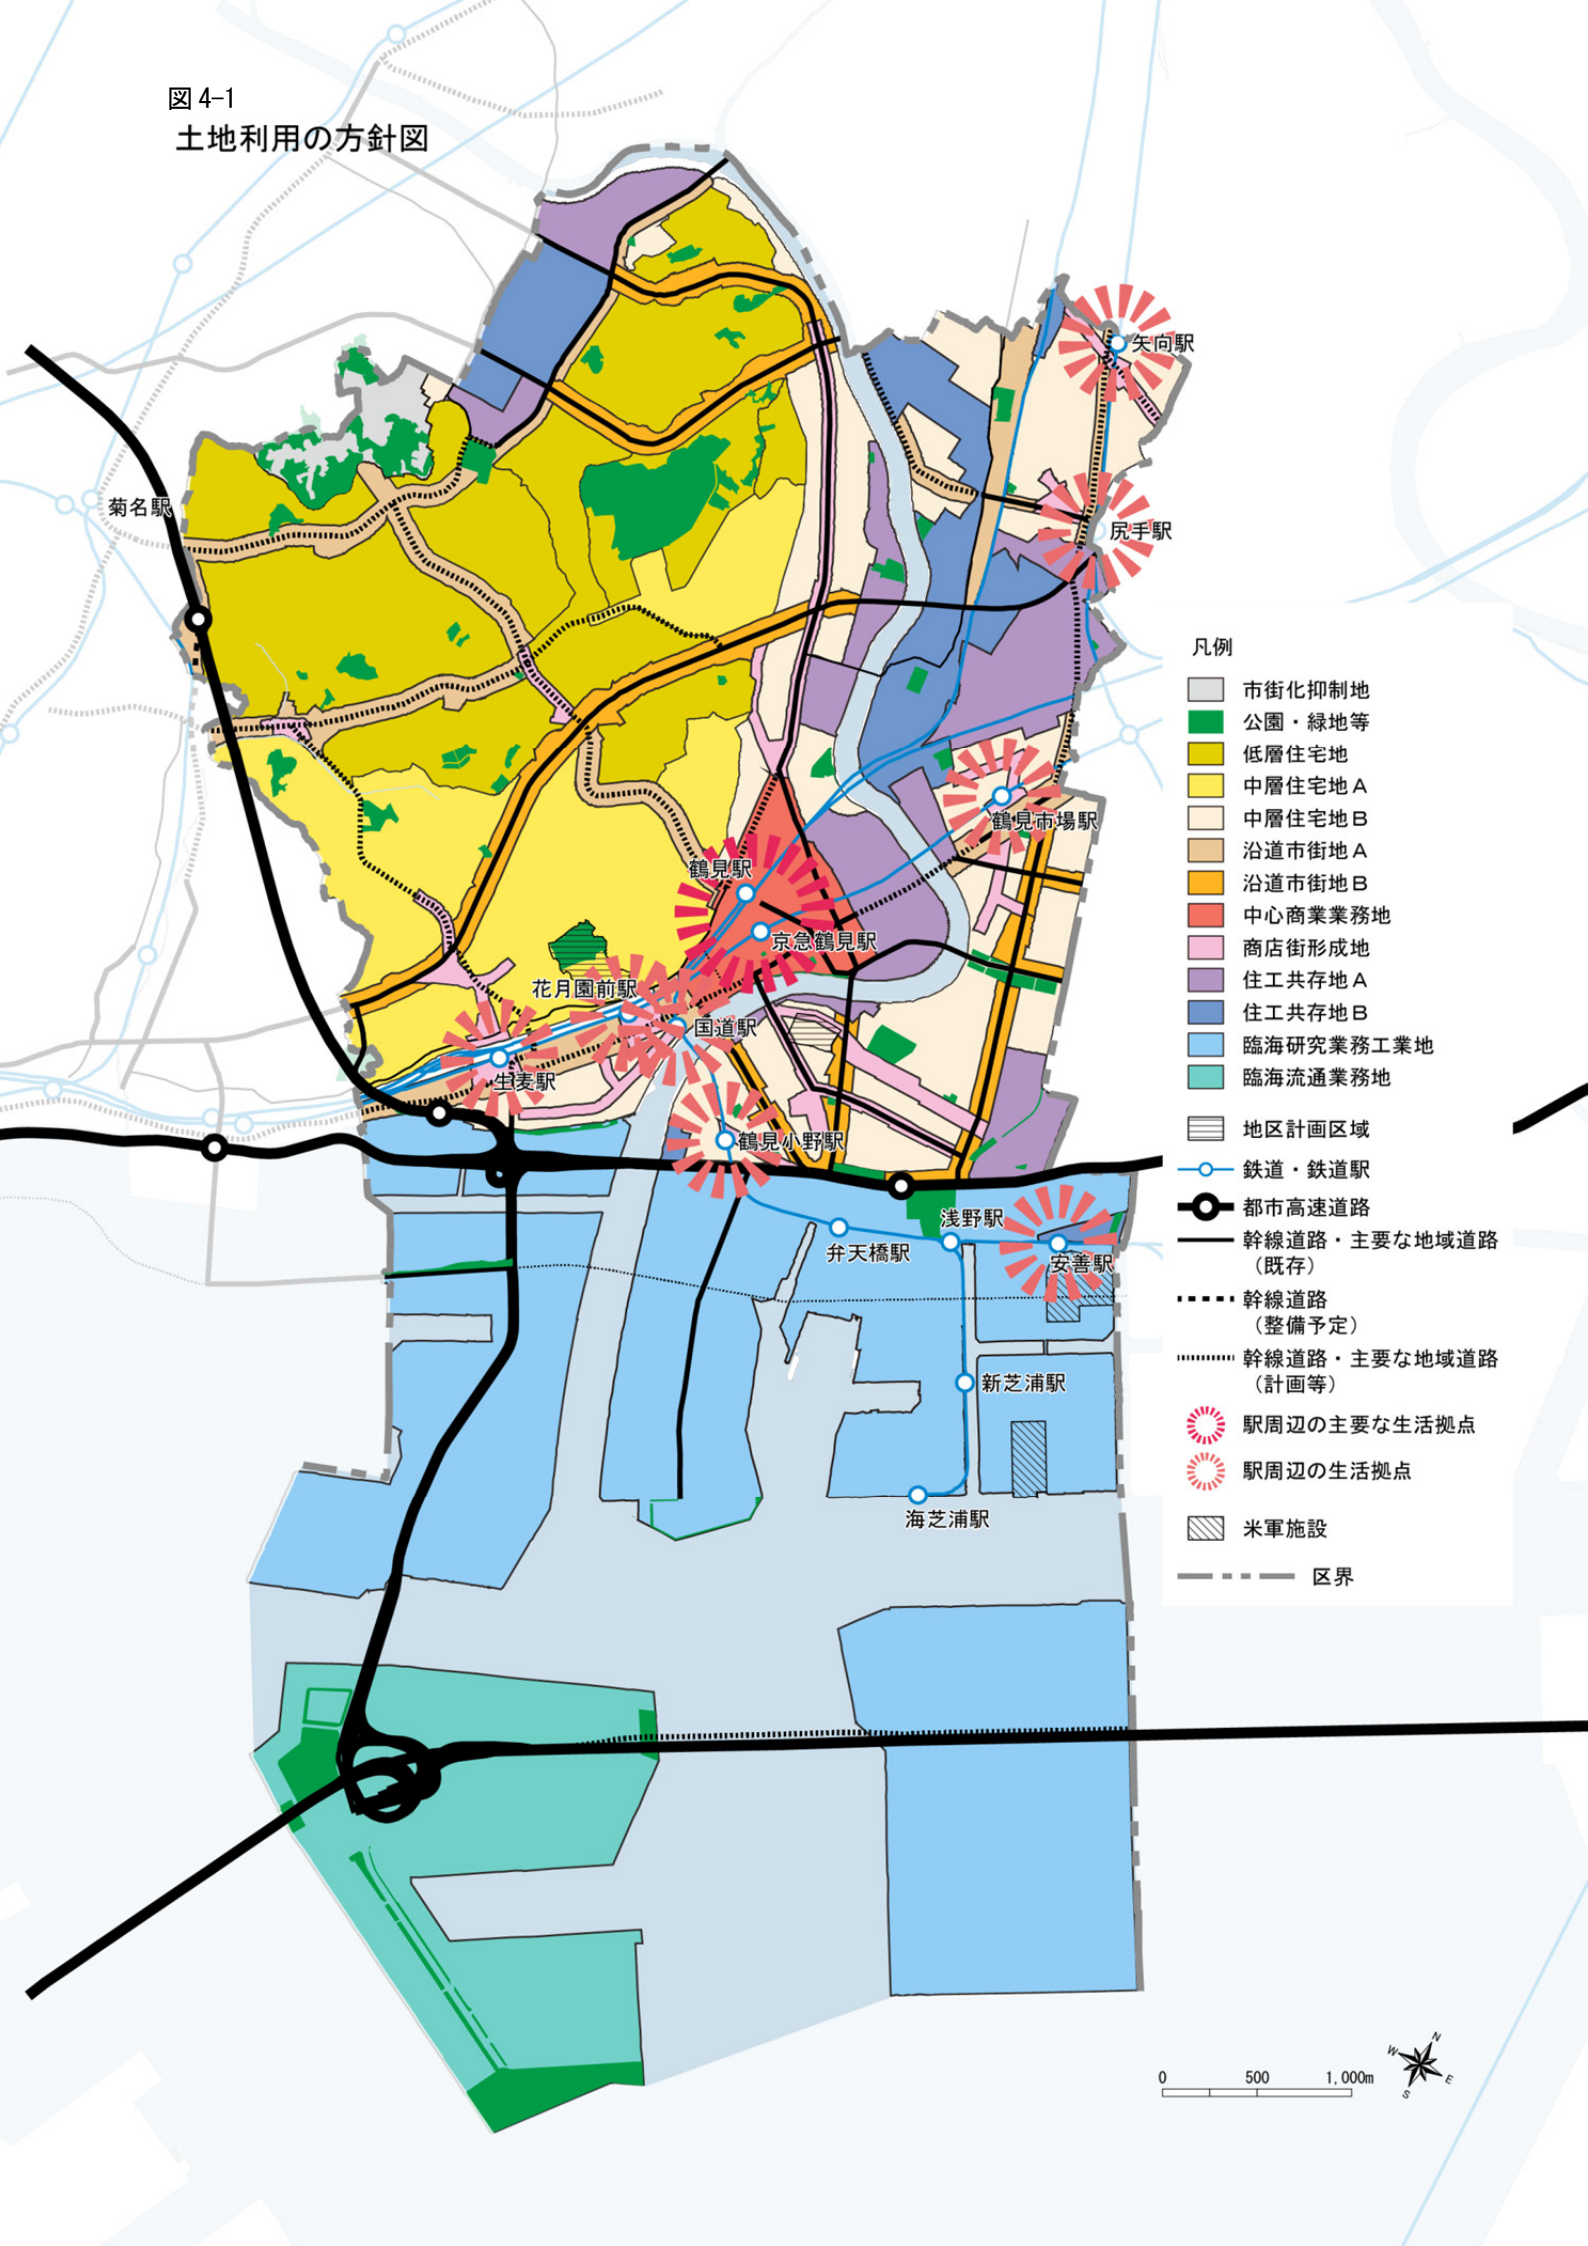 図4-1
土地利用の方針図
矢向駅
菊名駅
尻手駅
鶴見市場駅
鶴見駅
京急鶴見駅
花月園前駅
国道駅
生麦駅
鶴見小野駅
浅野駅
弁天橋駅
安善駅
新芝浦駅
海芝浦駅
凡例
市街化抑制地
公園・緑地等
低層住宅地
中層住宅地A
中層住宅地B
沿道市街地A
沿道市街地B
中心商業業務地
商店街形成地
住工共存地A
住工共存地B
臨海研究業務工業地
臨海流通業務地
地区計画区域
鉄道・鉄道駅
都市高速道路
幹線道路・主要な地域道路
（既存）
幹線道路
（整備予定）
幹線道路・主要な地域道路
（計画等）
駅周辺の主要な生活拠点
駅周辺の生活拠点
米軍施設
区界
N
W
E
S
0 500 1,000m